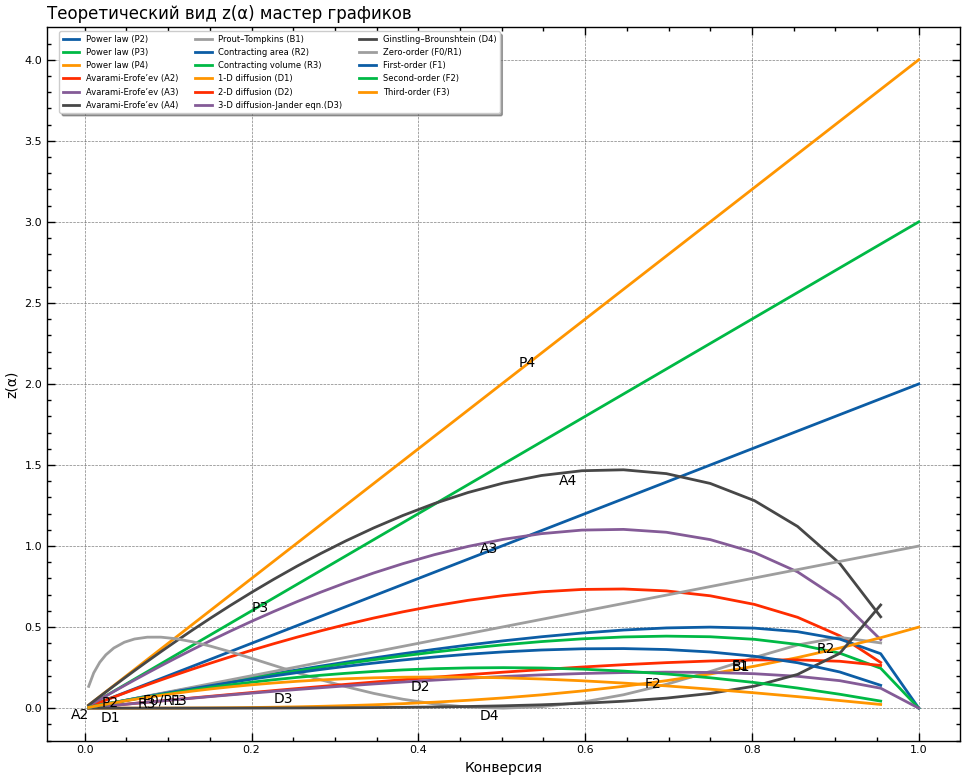 Теоретический вид z(α) мастер графиков
Power law (P2)
Power law (P3)
Power law (P4)
Avarami-Erofe’ev (A2)
Avarami-Erofe’ev (A3)
Avarami-Erofe’ev (A4)
Prout–Tompkins (B1)
Contracting area (R2)
Contracting volume (R3)
1-D diffusion (D1)
2-D diffusion (D2)
3-D diffusion-Jander eqn.(D3)
Ginstling–Brounshtein (D4)
Zero-order (F0/R1)
First-order (F1)
Second-order (F2)
Third-order (F3)
4.0
3.5
3.0
2.5
2.0
1.5
1.0
0.5
0.0
z(α)
P4
A4
A3
P3
R2
B1
F2
D2
D3
P2
R3
F0/R1
F3
A2
D1
D4
0.0
0.2
0.4
0.6
0.8
1.0
Конверсия